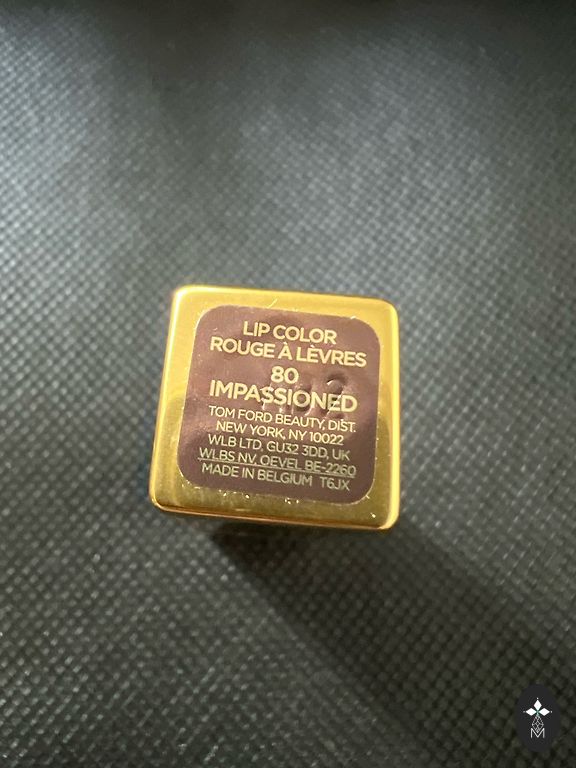 LIP COLOR
ROUGE À LÈVRES
80
IMPASSIONED
TOM FORD BEAUTY, DIST.
NEW YORK, NY 10022
WLB LTD, GU32 3DD, UK
WLBS NV, OEVEL BE-2260
MADE IN BELGIUM T6JX
M